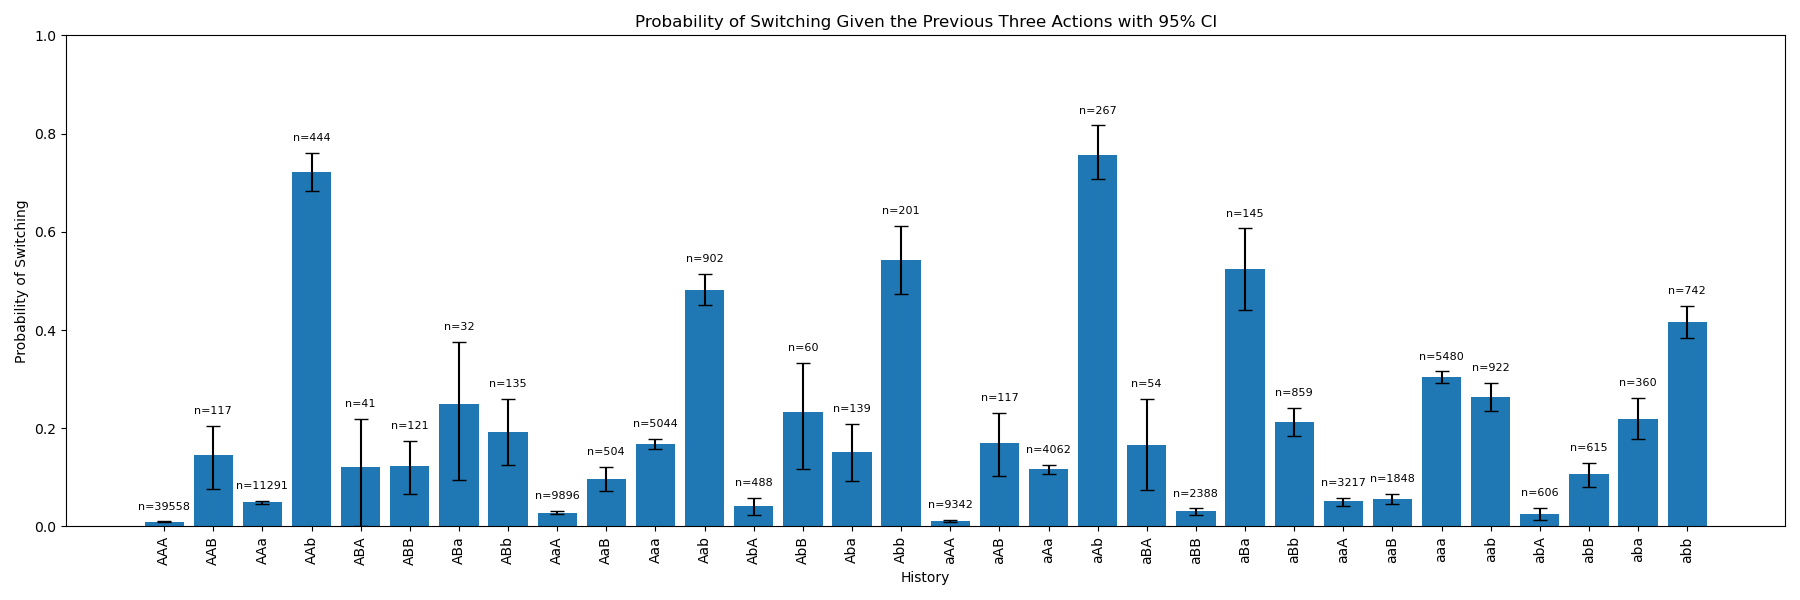 Probability of Switching Given the Previous Three Actions with 95% CI
Probability of Switching
1.0
0.8
0.6
0.4
0.2
0.0
n=39558
n=117
n=11291
n=444
n=41
n=121
n=32
n=135
n=9896
n=504
n=5044
n=902
n=488
n=60
n=139
n=201
n=9342
n=117
n=4062
n=267
n=54
n=2388
n=145
n=859
n=3217
n=1848
n=5480
n=922
n=606
n=615
n=360
n=742
AAA
AAB
AAa
AAb
ABA
ABB
ABa
ABb
AaA
AaB
Aaa
Aab
AbA
AbB
Aba
Abb
aAA
aAB
aAa
aAb
aBA
aBB
aBa
aBb
aaA
aaB
aaa
aab
abA
abB
aba
abb
History